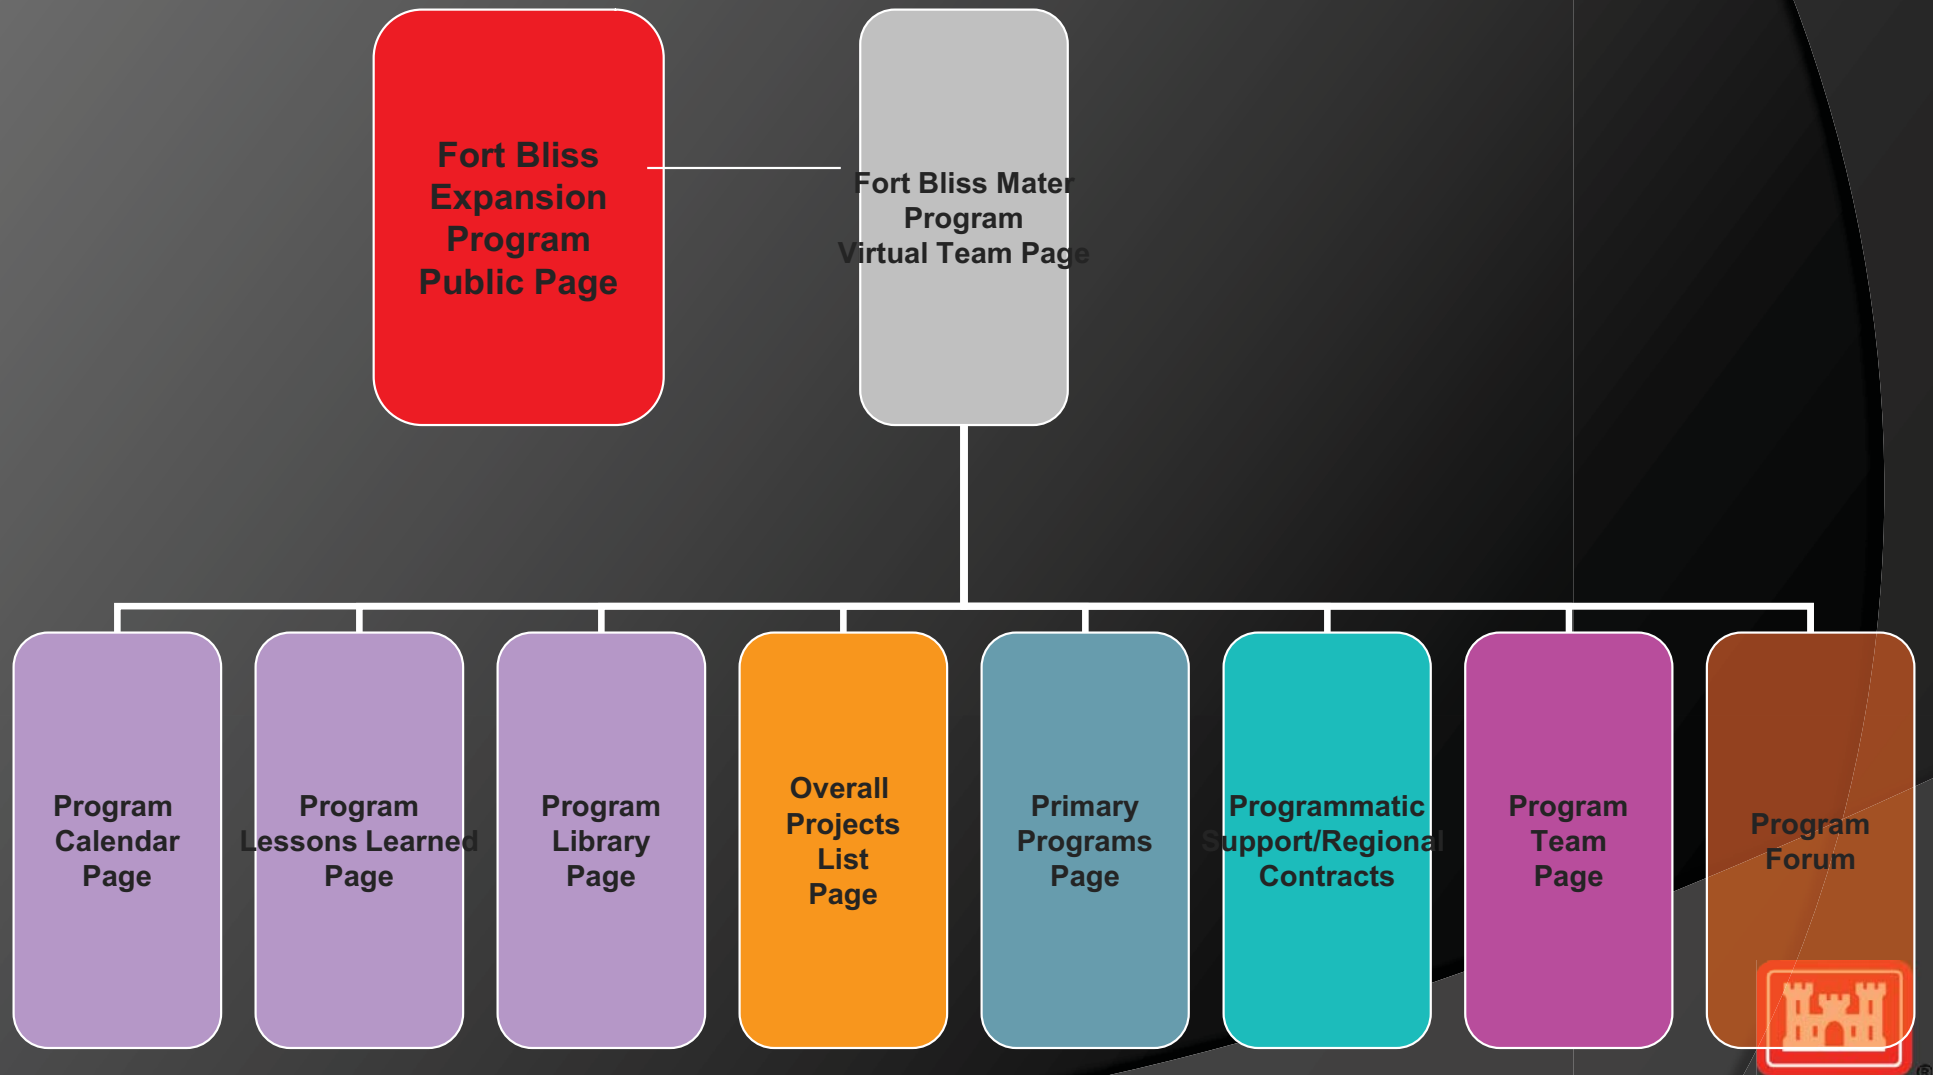 Fort Bliss
Expansion
Program
Public Page
Fort Bliss Mater
Program
Virtual Team Page
Program
Calendar
Page
Program
Lessons Learned
Page
Program
Library
Page
Overall
Projects
List
Page
Primary
Programs
Page
Programmatic
Support/Regional
Contracts
Program
Team
Page
Program
Forum
®